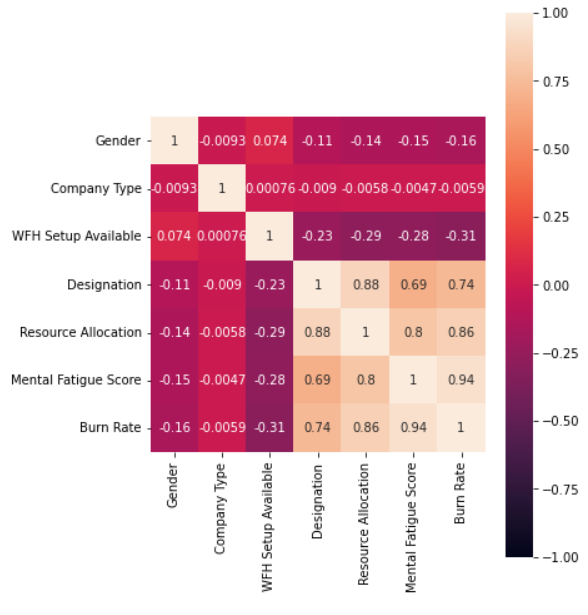 Gender 1 -0.0093 0.074 -0.11 -0.14 -0.15 -0.16
Company Type -0.0093 1 0.00076 -0.009 -0.0058 -0.0047 -0.0059
WFH Setup Available 0.074 0.00076 1 -0.23 -0.29 -0.28 -0.31
Designation -0.11 -0.009 -0.23 1 0.88 0.69 0.74
Resource Allocation -0.14 -0.0058 -0.29 0.88 1 0.8 0.86
Mental Fatigue Score -0.15 -0.0047 -0.28 0.69 0.8 1 0.94
Burn Rate -0.16 -0.0059 -0.31 0.74 0.86 0.94 1
Gender
Company Type
WFH Setup Available
Designation
Resource Allocation
Mental Fatigue Score
Burn Rate
1.00
0.75
0.50
0.25
0.00
−0.25
−0.50
−0.75
−1.00